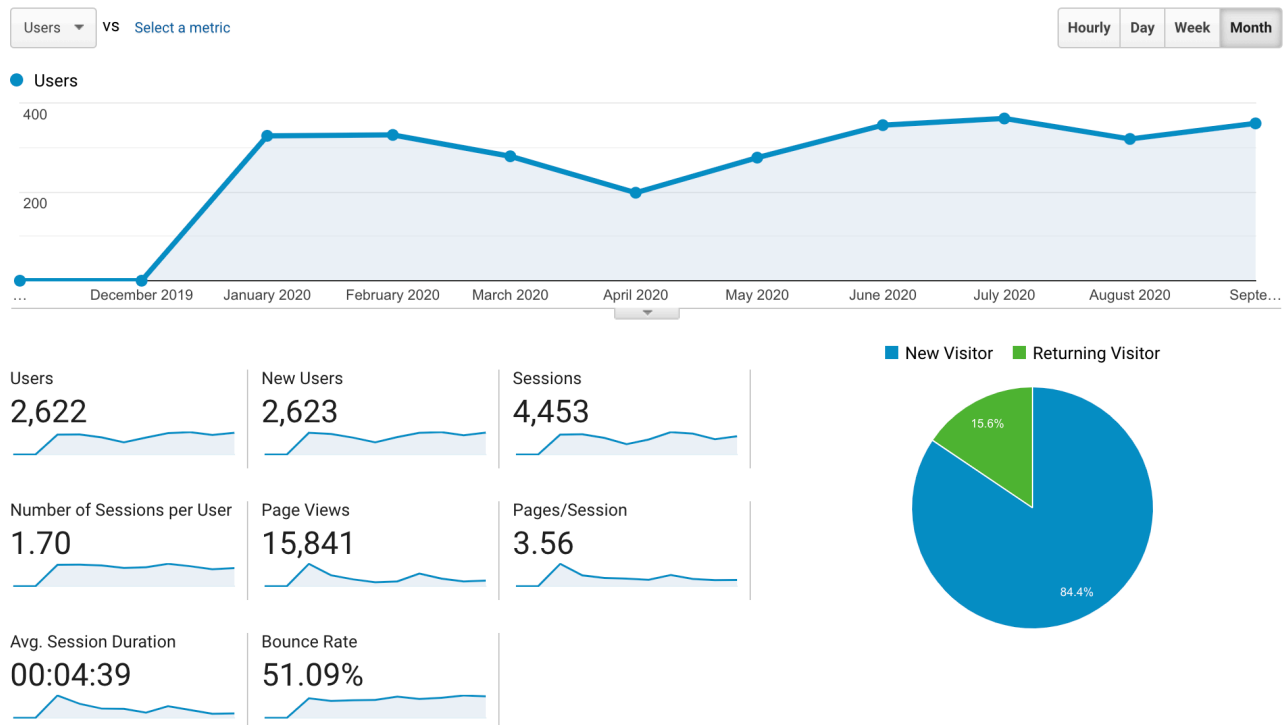 Users vs Select a metric Hourly Day Week Month
Users
400
200
... December 2019 January 2020 February 2020 March 2020 April 2020 May 2020 June 2020 July 2020 August 2020 Septe...
New Visitor Returning Visitor
Users New Users Sessions
2,622 2,623 4,453
15.6%
Number of Sessions per User Page Views Pages/Session
1.70 15,841 3.56
84.4%
Avg. Session Duration Bounce Rate
00:04:39 51.09%